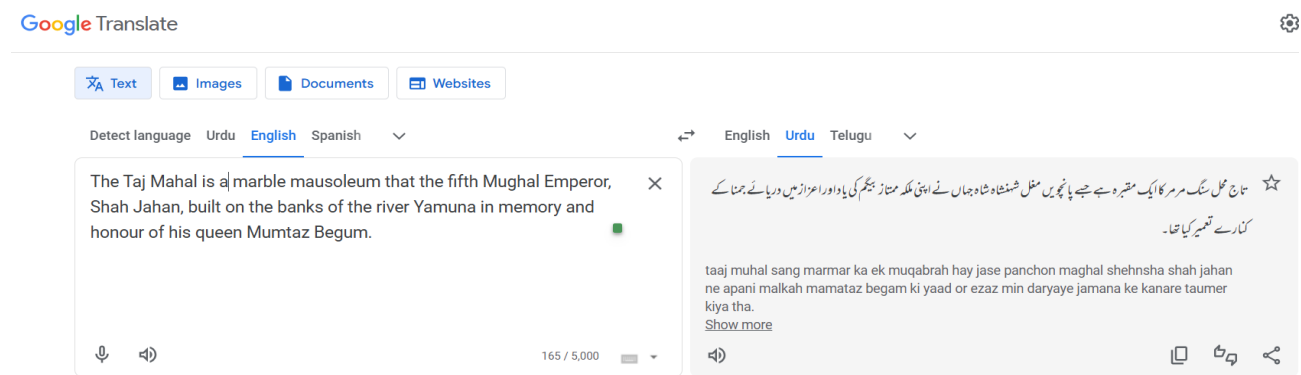 Google Translate
Text Images Documents Websites
Detect language Urdu English Spanish English Urdu Telugu
The Taj Mahal is a marble mausoleum that the fifth Mughal Emperor,
Shah Jahan, built on the banks of the river Yamuna in memory and
honour of his queen Mumtaz Begum.
165 / 5,000
تاج محل سنگ مرمر کا ایک مقبرہ ہے جسے پانچویں مغل شہنشاہ شاہ جہاں نے اپنی ملکہ ممتاز بیگم کی یاد اور اعزاز میں دریائے جمنا کے
کنارے تعمیر کیا تھا۔
taaj muhal sang marmar ka ek muqabrah hay jase panchon maghal shehnsha shah jahan
ne apani malkah mamataz begam ki yaad or ezaz min daryaye jamana ke kanare taumer
kiya tha.
Show more